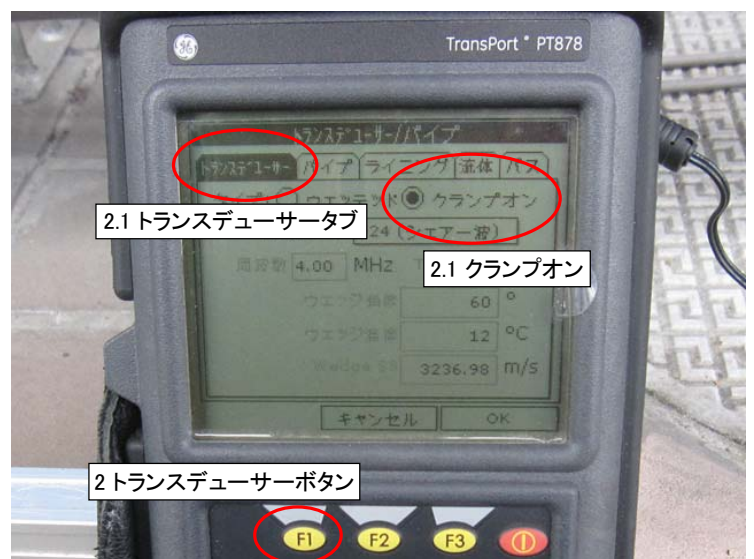 GE
TransPort® PT878
トランスデューサー/パイプ
トランスデューサー パイプ ライニング 流体 パス
ウエッテッド クランプオン
2.1 トランスデューサータブ
24 (シェアー波)
周波数 4.00 MHz
2.1 クランプオン
ウエッジ角度 60 °
ウエッジ温度 12 °C
Wedge SS 3236.98 m/s
キャンセル OK
2 トランスデューサーボタン
F1 F2 F3